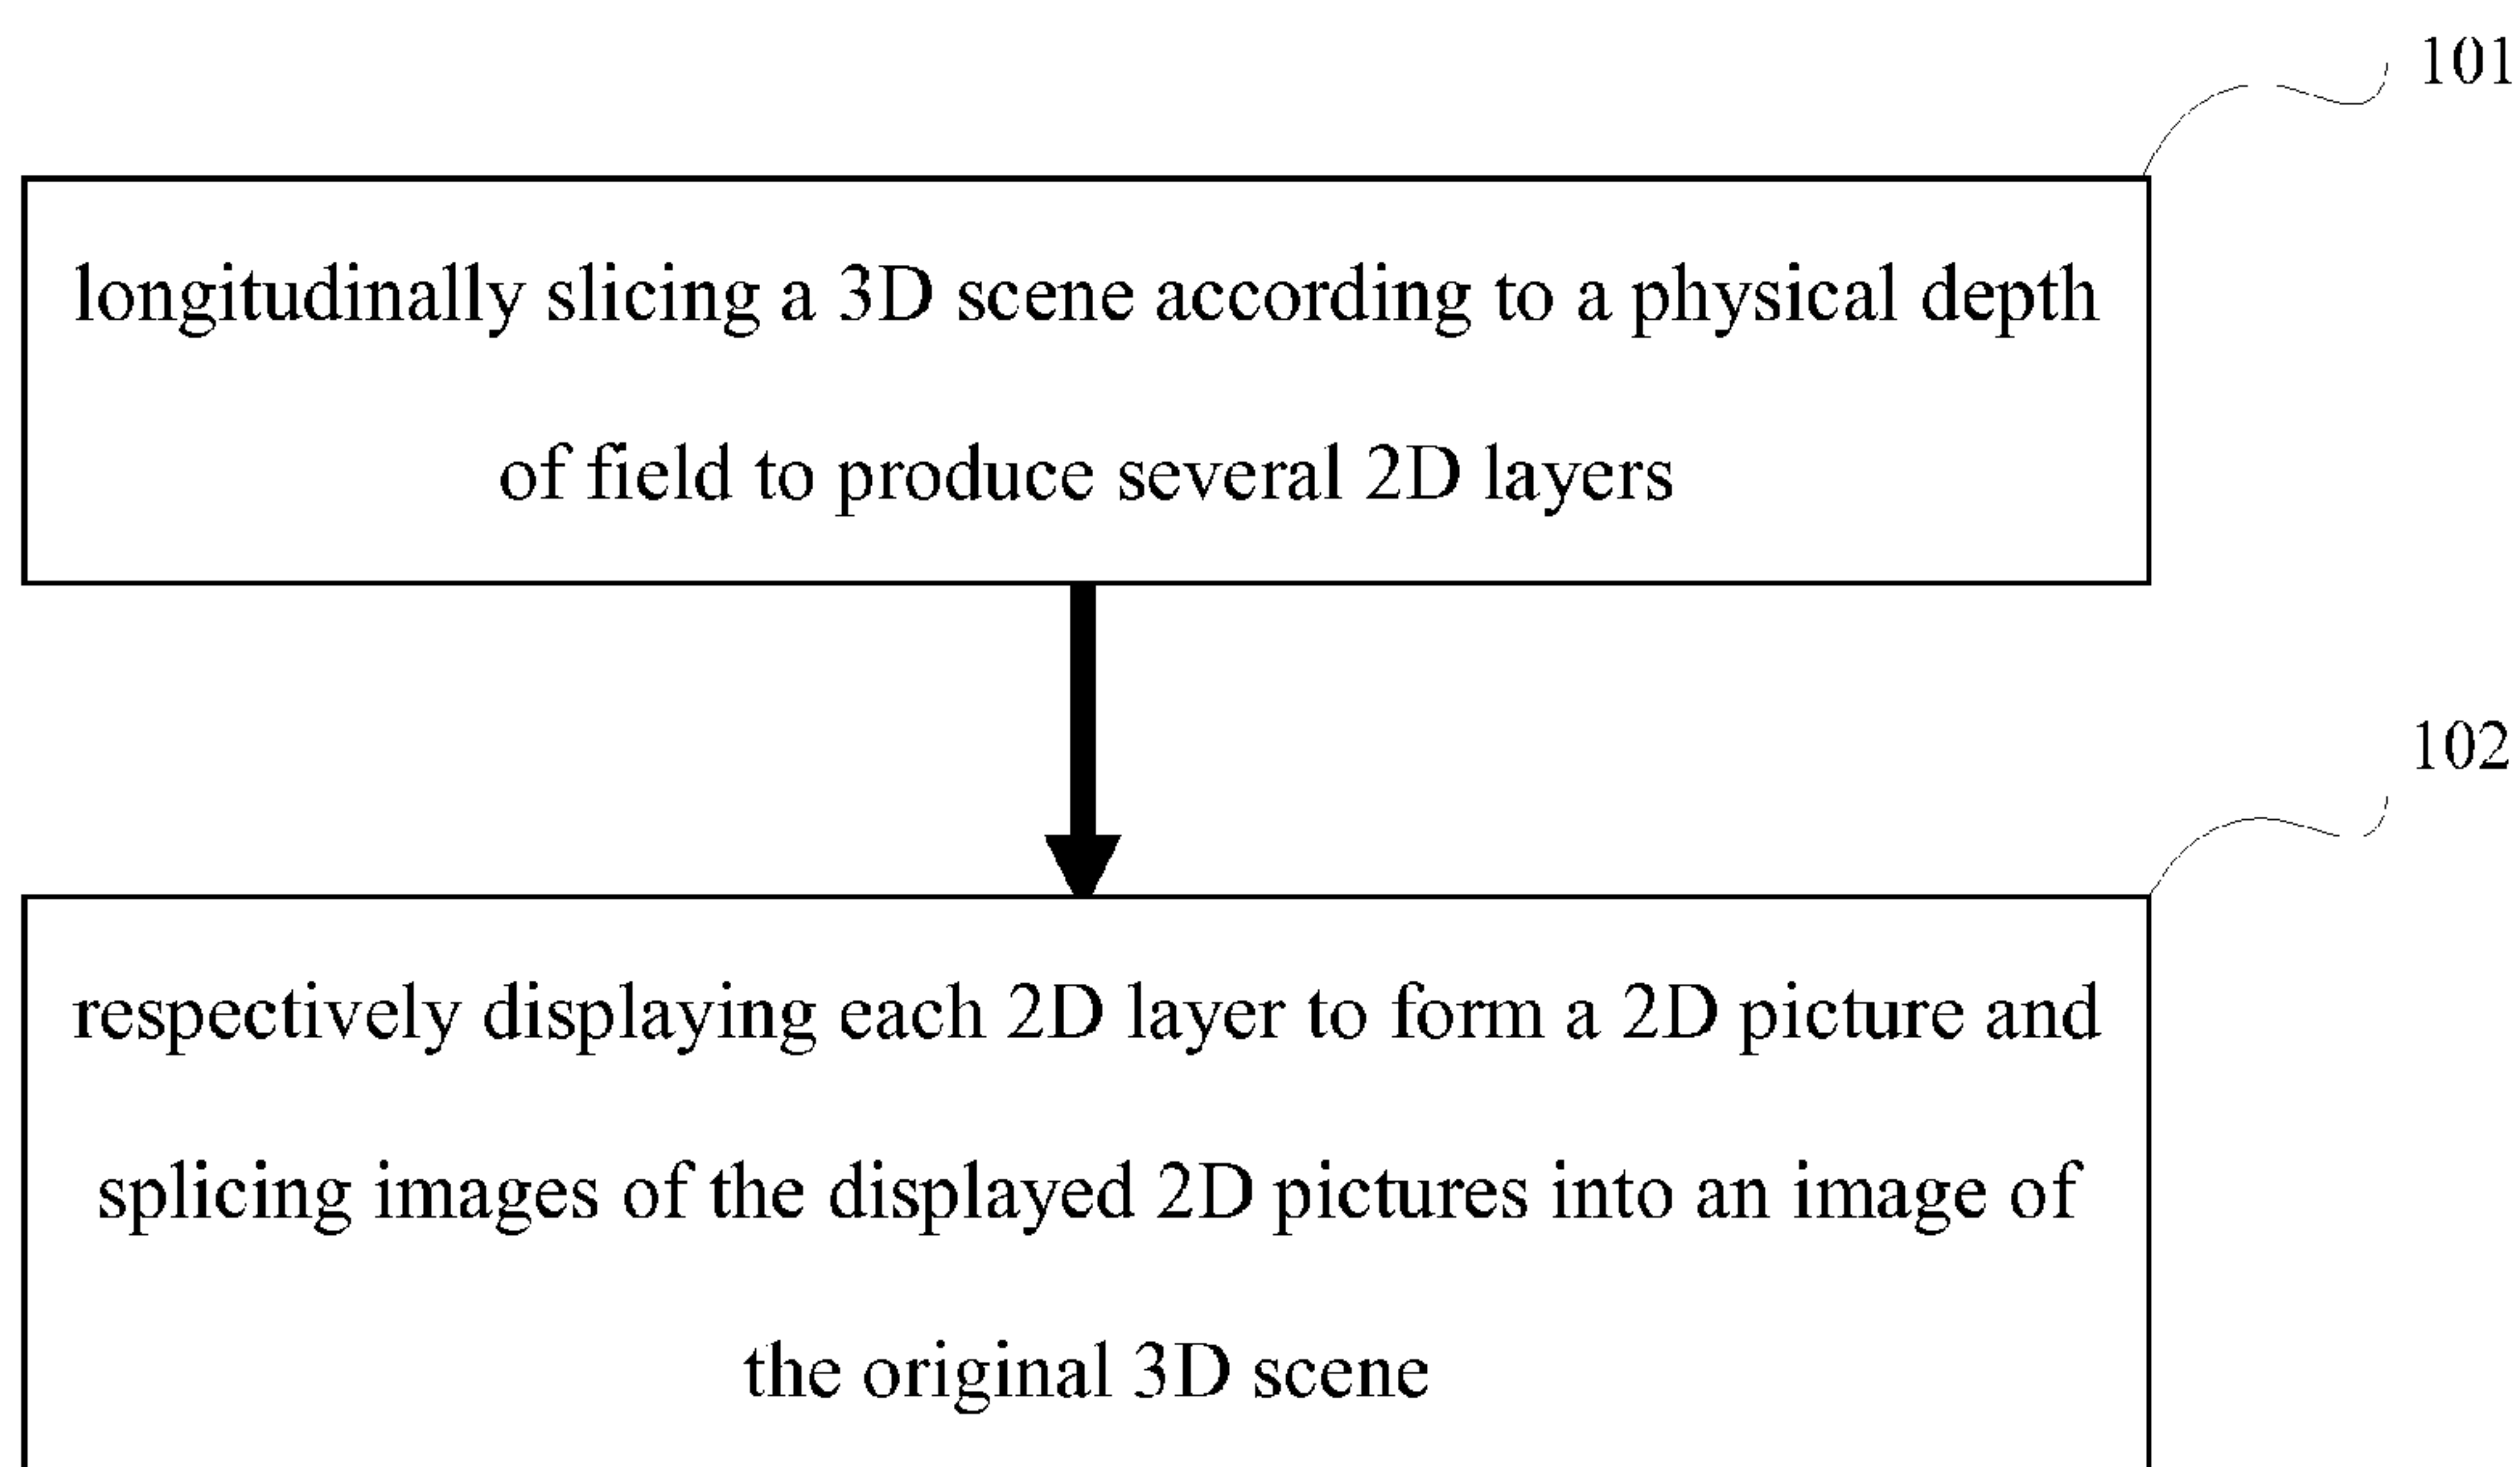 101
longitudinally slicing a 3D scene according to a physical depth
of field to produce several 2D layers
102
respectively displaying each 2D layer to form a 2D picture and
splicing images of the displayed 2D pictures into an image of
the original 3D scene